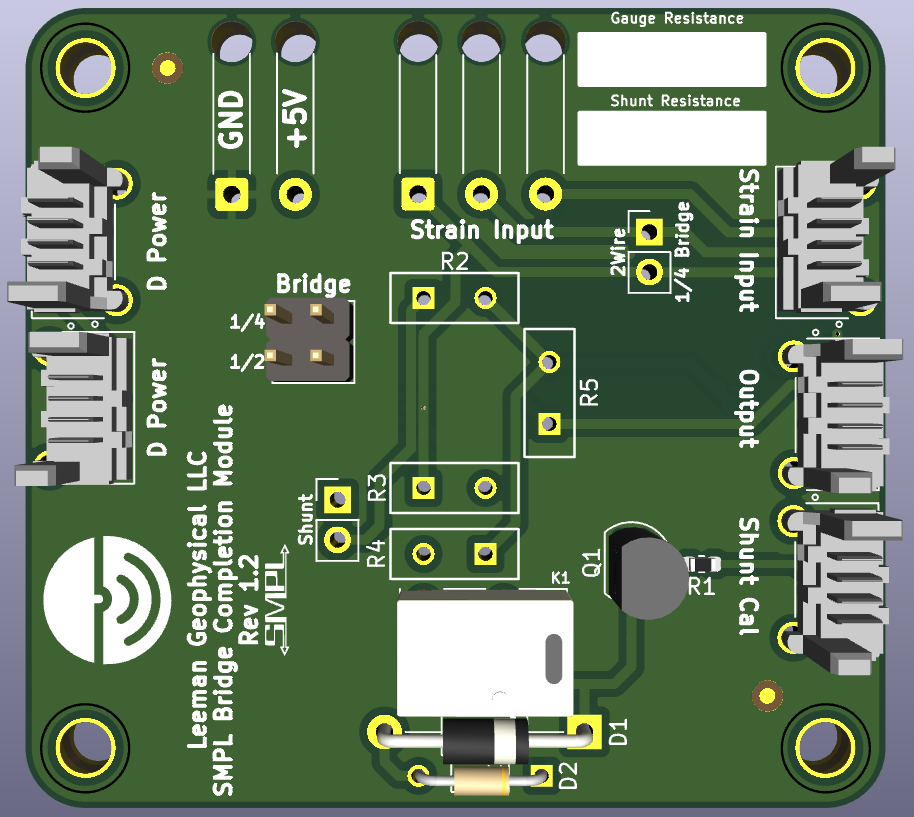 Gauge Resistance
Shunt Resistance
GND
+5V
Strain Input
Strain Input
D Power
2Wire
1/4 Bridge
R2
Bridge
1/4
1/2
R5
Output
D Power
Leeman Geophysical LLC
SMPL Bridge Completion Module
Rev 1.2
SMPL
Shunt
R3
R4
Q1
R1
Shunt Cal
K1
D1
D2